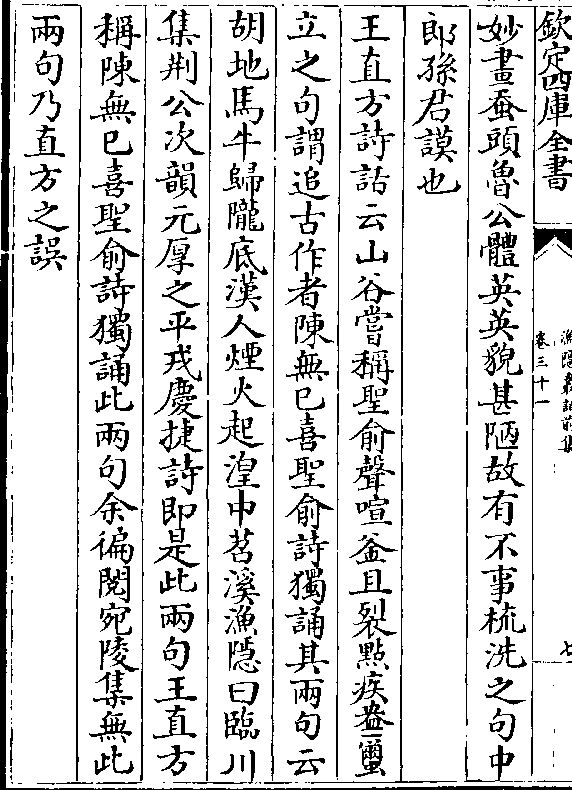 欽定四庫全書
漁隱叢話前集
卷三十一
七
妙畫蚕頭魯公體英英貌甚陋故有不事梳洗之句中
郎孫君謨也
王直方詩話云山谷嘗稱聖俞聲喧釜且裂點疾盎
立之句謂追古作者陳無已喜聖俞詩獨誦其兩句云
胡地馬牛歸隴底漢人煙火起湟中苕溪漁隱曰臨川
集荆公次韻元厚之平戎慶捷詩即是此兩句王直方
稱陳無已喜聖俞詩獨誦此兩句余徧閲宛陵集無此
兩句乃直方之誤